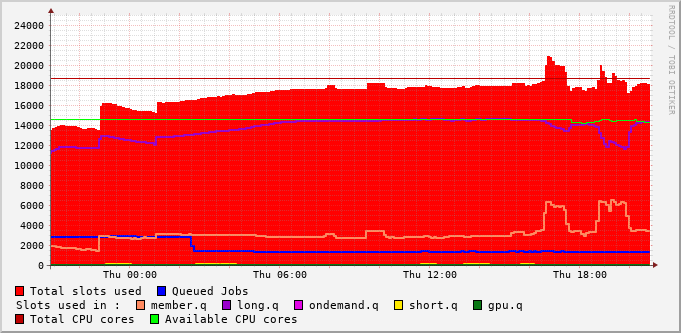 24000
22000
20000
18000
16000
14000
12000
10000
8000
6000
4000
2000
0
Thu 00:00 Thu 06:00 Thu 12:00 Thu 18:00
Total slots used Queued Jobs
Slots used in : member.q long.q ondemand.q short.q gpu.q
Total CPU cores Available CPU cores
RRDTOOL / TOBI OETIKER